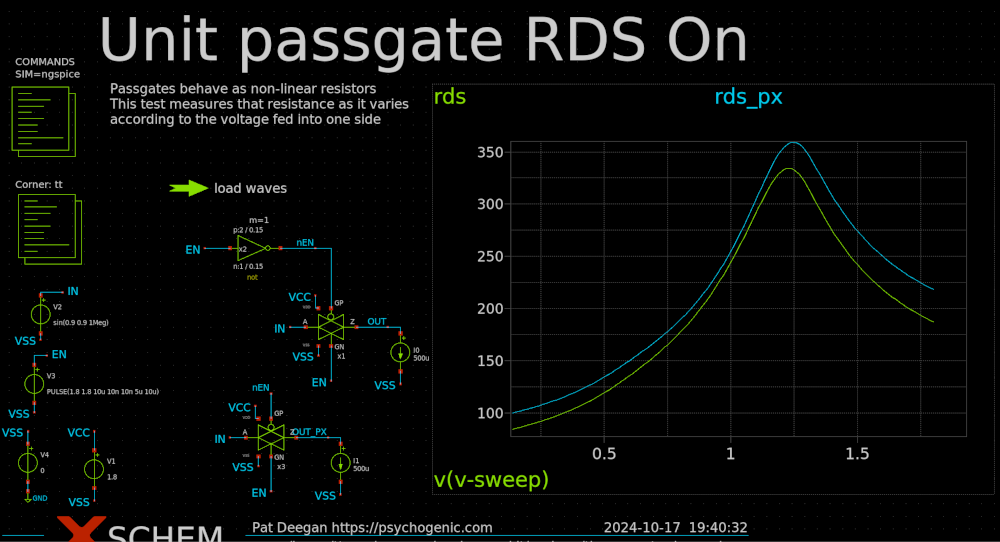 Unit passgate RDS On
COMMANDS
SIM=ngspice
Passgates behave as non-linear resistors
This test measures that resistance as it varies
according to the voltage fed into one side
rds
rds_px
350
300
250
200
150
100
0.5
1
1.5
v(v-sweep)
Corner: tt
load waves
m=1
p:2 / 0.15
EN
x2
nEN
n:1 / 0.15
not
IN
V2
sin(0.9 0.9 1Meg)
VSS
VCC
GP
IN
A
Z
OUT
VSS
GN
x1
I0
500u
EN
VSS
EN
V3
PULSE(1.8 1.8 10u 10n 10n 5u 10u)
VSS
nEN
VCC
GP
IN
A
Z
OUT_PX
VSS
GN
x3
I1
500u
EN
VSS
VSS
V4
0
GND
VCC
V1
1.8
VSS
XSCHEM
Pat Deegan https://psychogenic.com
2024-10-17 19:40:32